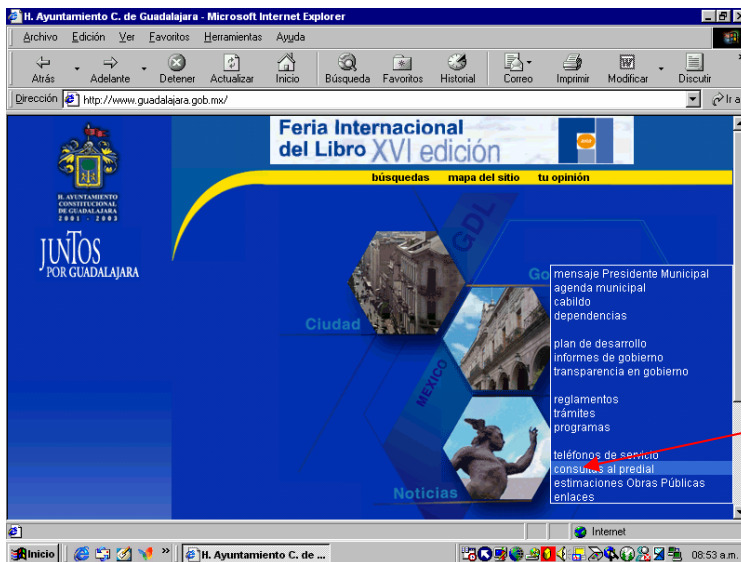 H. Ayuntamiento C. de Guadalajara - Microsoft Internet Explorer
Archivo Edición Ver Favoritos Herramientas Ayuda
Atrás Adelante Detener Actualizar Inicio Búsqueda Favoritos Historial Correo Imprimir Modificar Discutir
Dirección http://www.guadalajara.gob.mx/ Ir a
Feria Internacional
del Libro XVI edición
búsquedas mapa del sitio tu opinión
H. AYUNTAMIENTO
CONSTITUCIONAL
DE GUADALAJARA
2001 - 2003
JUNTOS
POR GUADALAJARA
GDL
Ciudad
Go
MEXICO
Noticias
mensaje Presidente Municipal
agenda municipal
cabildo
dependencias
plan de desarrollo
informes de gobierno
transparencia en gobierno
reglamentos
trámites
programas
teléfonos de servicio
consultas al predial
estimaciones Obras Públicas
enlaces
Internet
Inicio » H. Ayuntamiento C. de ... 08:53 a.m.